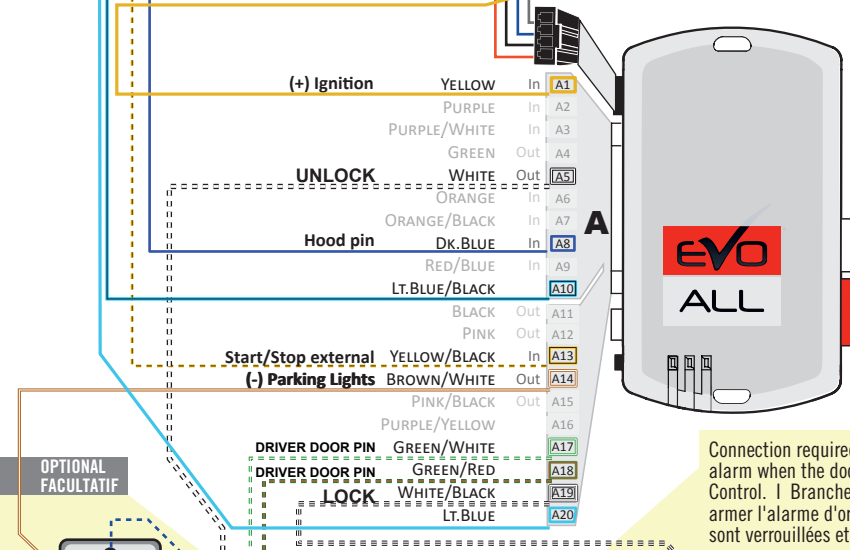 (+) Ignition YELLOW In A1
PURPLE In A2
PURPLE/WHITE In A3
GREEN Out A4
UNLOCK WHITE Out A5
ORANGE In A6
ORANGE/BLACK In A7
A
Hood pin DK.BLUE In A8
RED/BLUE In A9
LT.BLUE/BLACK A10
BLACK Out A11
PINK Out A12
Start/Stop external YELLOW/BLACK In A13
(-) Parking Lights BROWN/WHITE Out A14
PINK/BLACK Out A15
PURPLE/YELLOW A16
DRIVER DOOR PIN GREEN/WHITE A17
DRIVER DOOR PIN GREEN/RED A18
LOCK WHITE/BLACK A19
LT.BLUE A20
EVO
ALL
OPTIONAL
FACULTATIF
Connection required
alarm when the doo
Control. I Branche
armer l'alarme d'or
sont verrouillées et